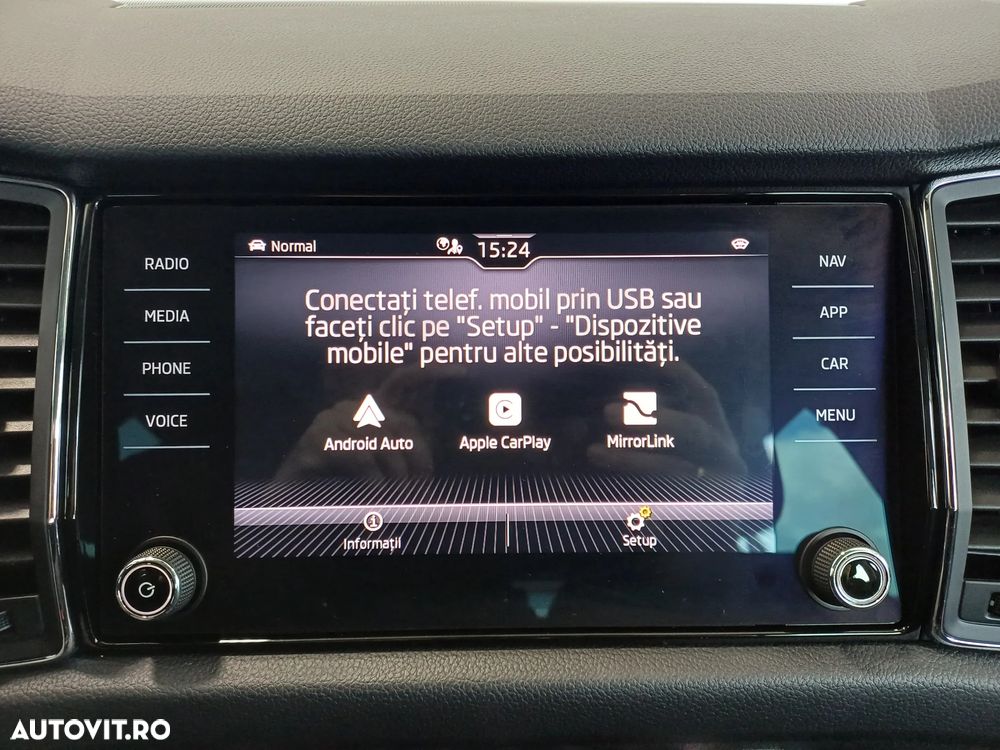 Normal
15:24
RADIO
MEDIA
PHONE
VOICE
Conectați telef. mobil prin USB sau
faceți clic pe "Setup" - "Dispozitive
mobile" pentru alte posibilități.
Android Auto
Apple CarPlay
MirrorLink
Informații
Setup
NAV
APP
CAR
MENU
AUTOVIT.RO